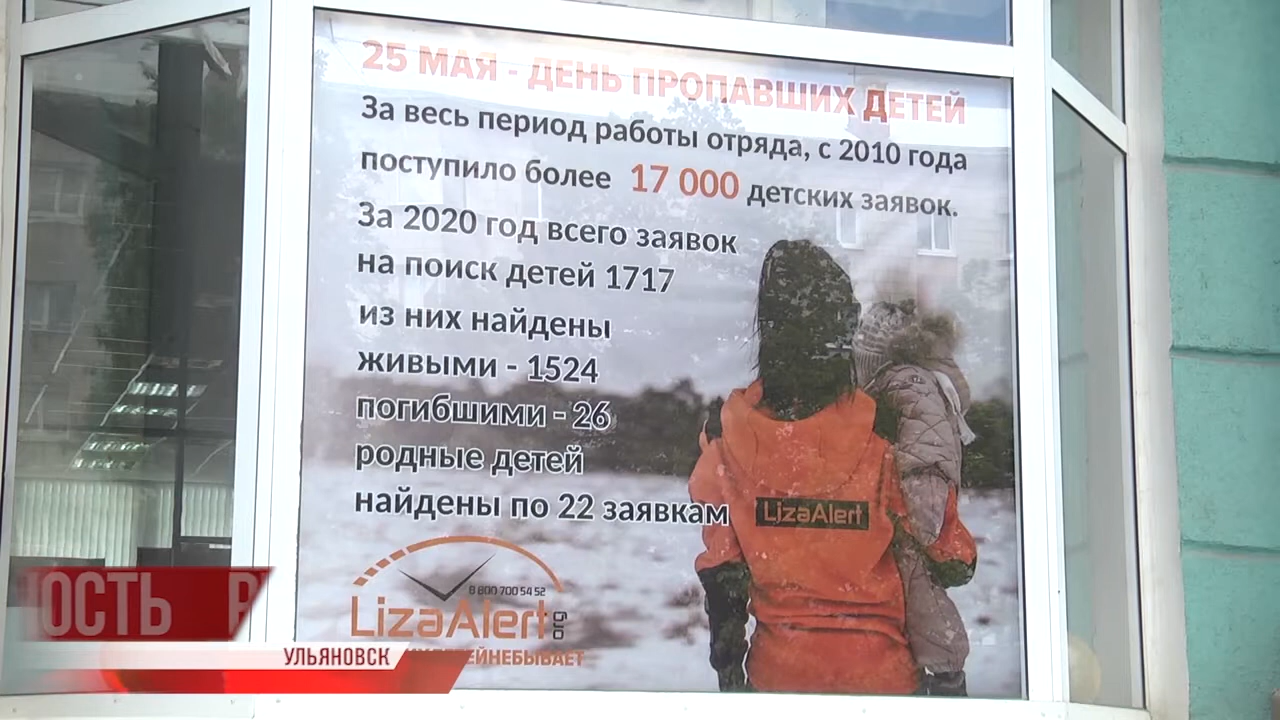 25 МАЯ - ДЕНЬ ПРОПАВШИХ ДЕТЕЙ
За весь период работы отряда, с 2010 года
поступило более 17 000 детских заявок.
За 2020 год всего заявок
на поиск детей 1717
из них найдены
живыми - 1524
погибшими - 26
родные детей
найдены по 22 заявкам
LizaAlert
8 800 700 54 52
LizaAlert org
ЙНЕБЫВАЕТ
ОСТЬ
УЛЬЯНОВСК